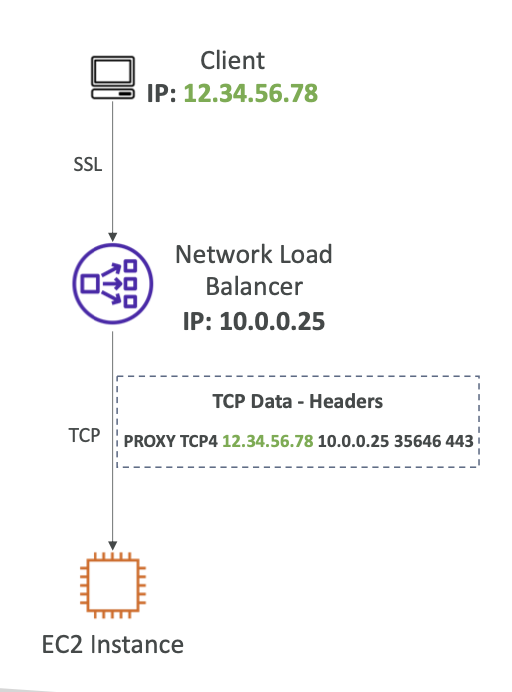 Client
IP: 12.34.56.78
SSL
Network Load
Balancer
IP: 10.0.0.25
TCP Data - Headers
TCP
PROXY TCP4 12.34.56.78 10.0.0.25 35646 443
EC2 Instance